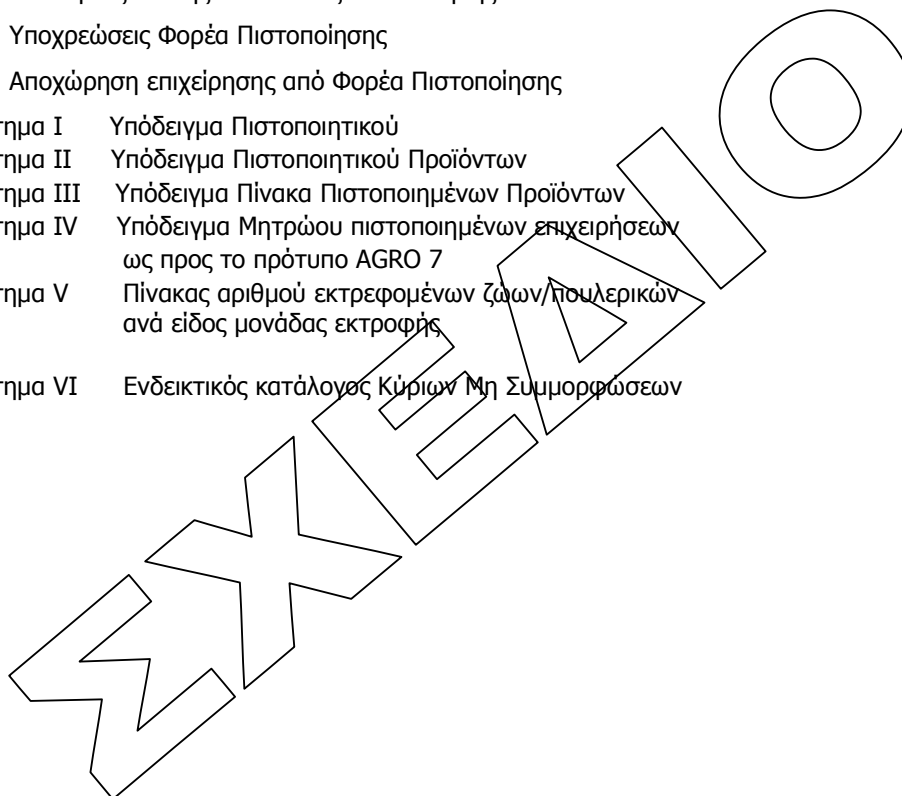 Υποχρεώσεις Φορέα Πιστοποίησης
Αποχώρηση επιχείρησης από Φορέα Πιστοποίησης
τημα I Υπόδειγμα Πιστοποιητικού
τημα II Υπόδειγμα Πιστοποιητικού Προϊόντων
τημα III Υπόδειγμα Πίνακα Πιστοποιημένων Προϊόντων
τημα IV Υπόδειγμα Μητρώου πιστοποιημένων επιχειρήσεων
ως προς το πρότυπο AGRO 7
τημα V Πίνακας αριθμού εκτρεφομένων ζώων/πουλερικών
ανά είδος μονάδας εκτροφής
τημα VI Ενδεικτικός κατάλογος Κύριων Μη Συμμορφώσεων
ΣΧΕΔΙΟ